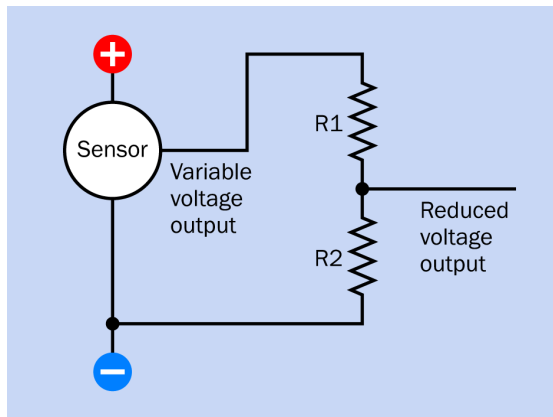 +
Sensor
R1
Variable
voltage
output
Reduced
voltage
output
R2
−